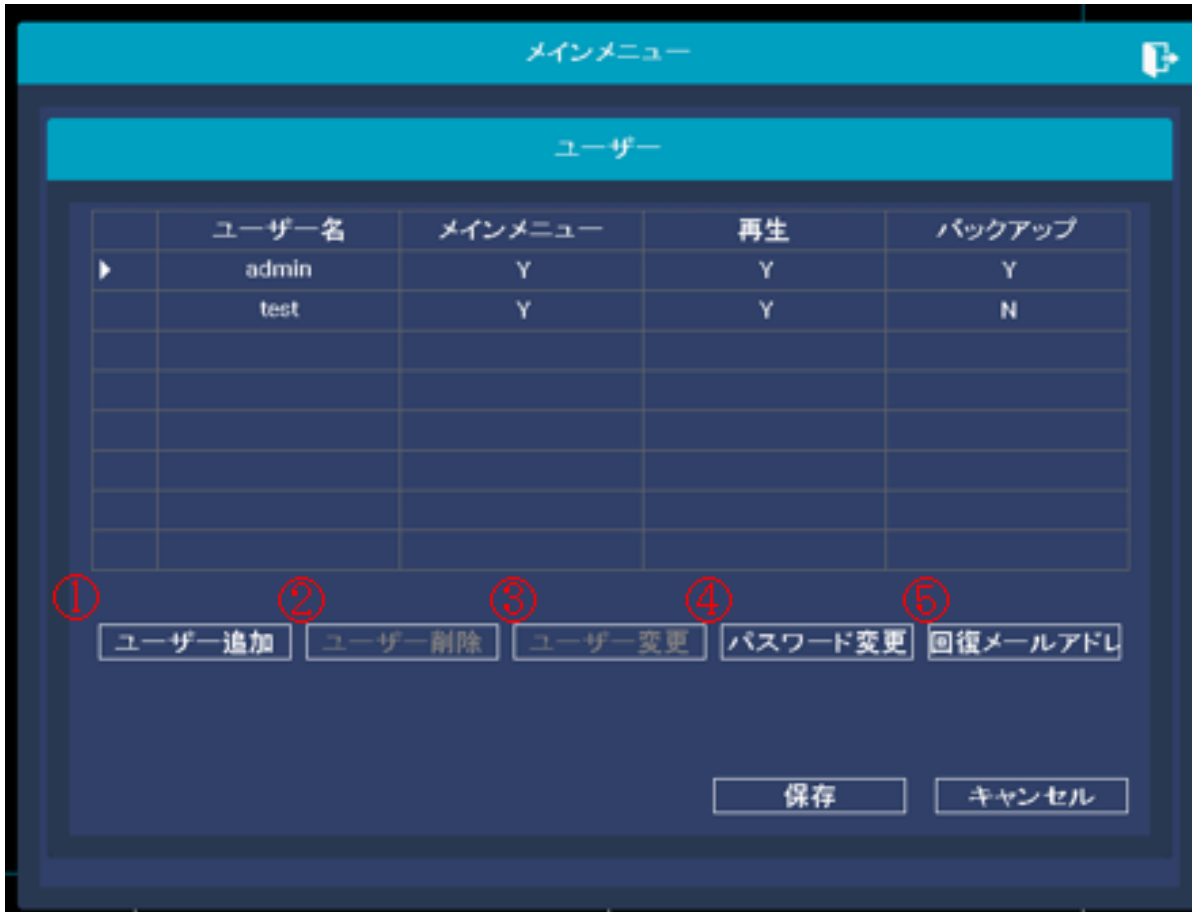 メインメニュー
ユーザー
ユーザー名 メインメニュー 再生 バックアップ
admin Y Y Y
test Y Y N
① ② ③ ④ ⑤
ユーザー追加 ユーザー削除 ユーザー変更 パスワード変更 回復メールアドレ
保存 キャンセル